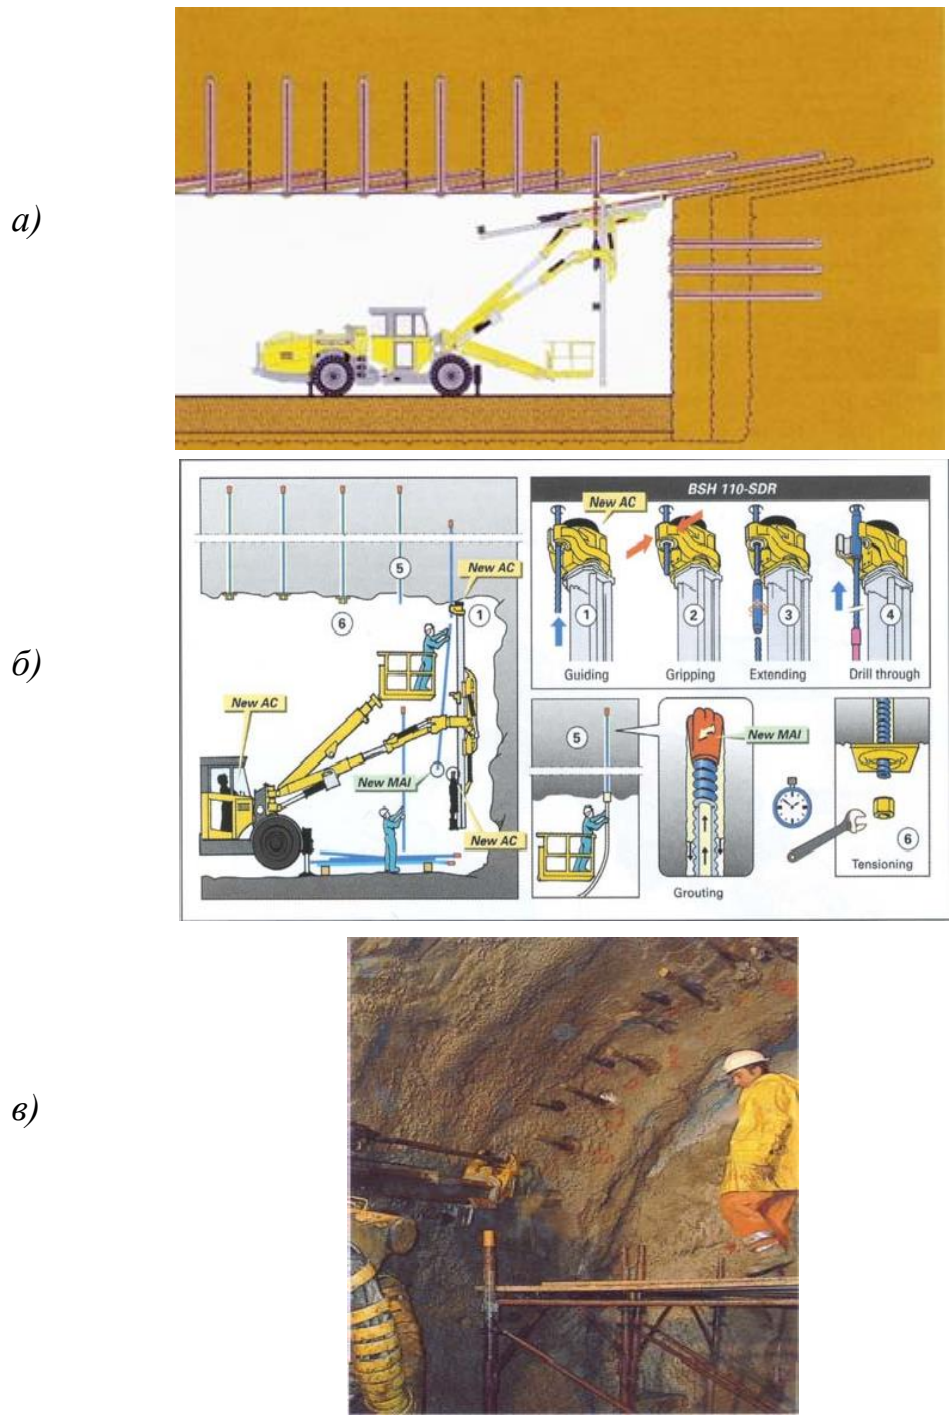 а)
б)
New AC
5
1
6
New AC
New MAI
New AC
BSH 110-SDR
New AC
1
2
3
4
Guiding
Gripping
Extending
Drill through
5
New MAI
Grouting
6
Tensioning
в)